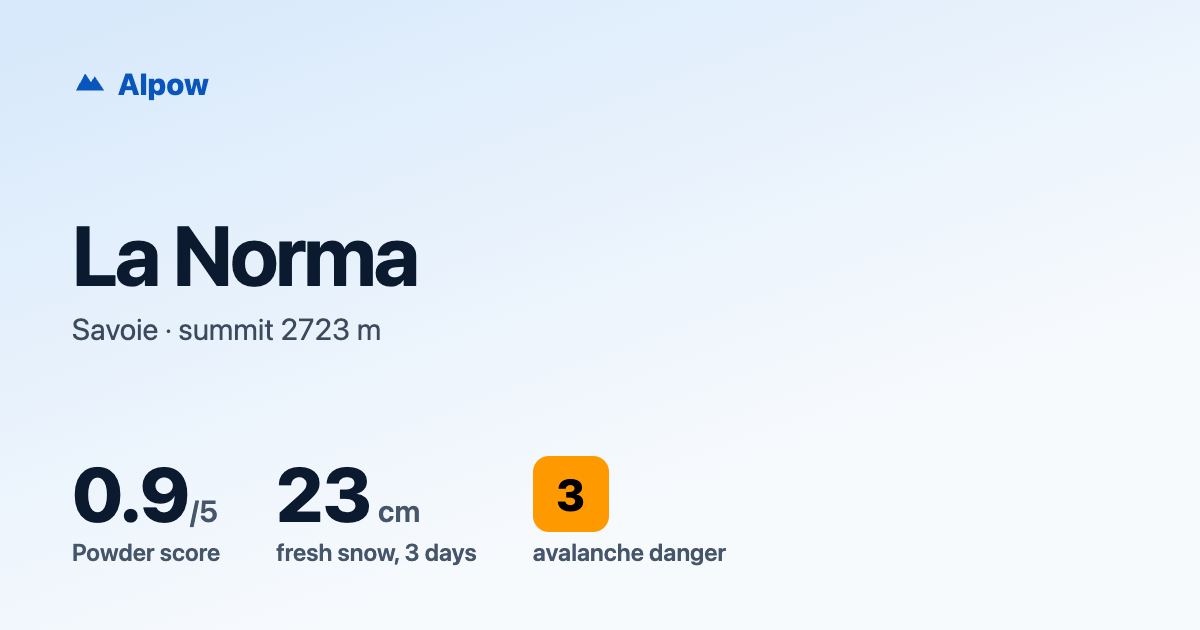 Alpow
La Norma
Savoie · summit 2723 m
0.9/5
Powder score
23 cm
fresh snow, 3 days
3
avalanche danger